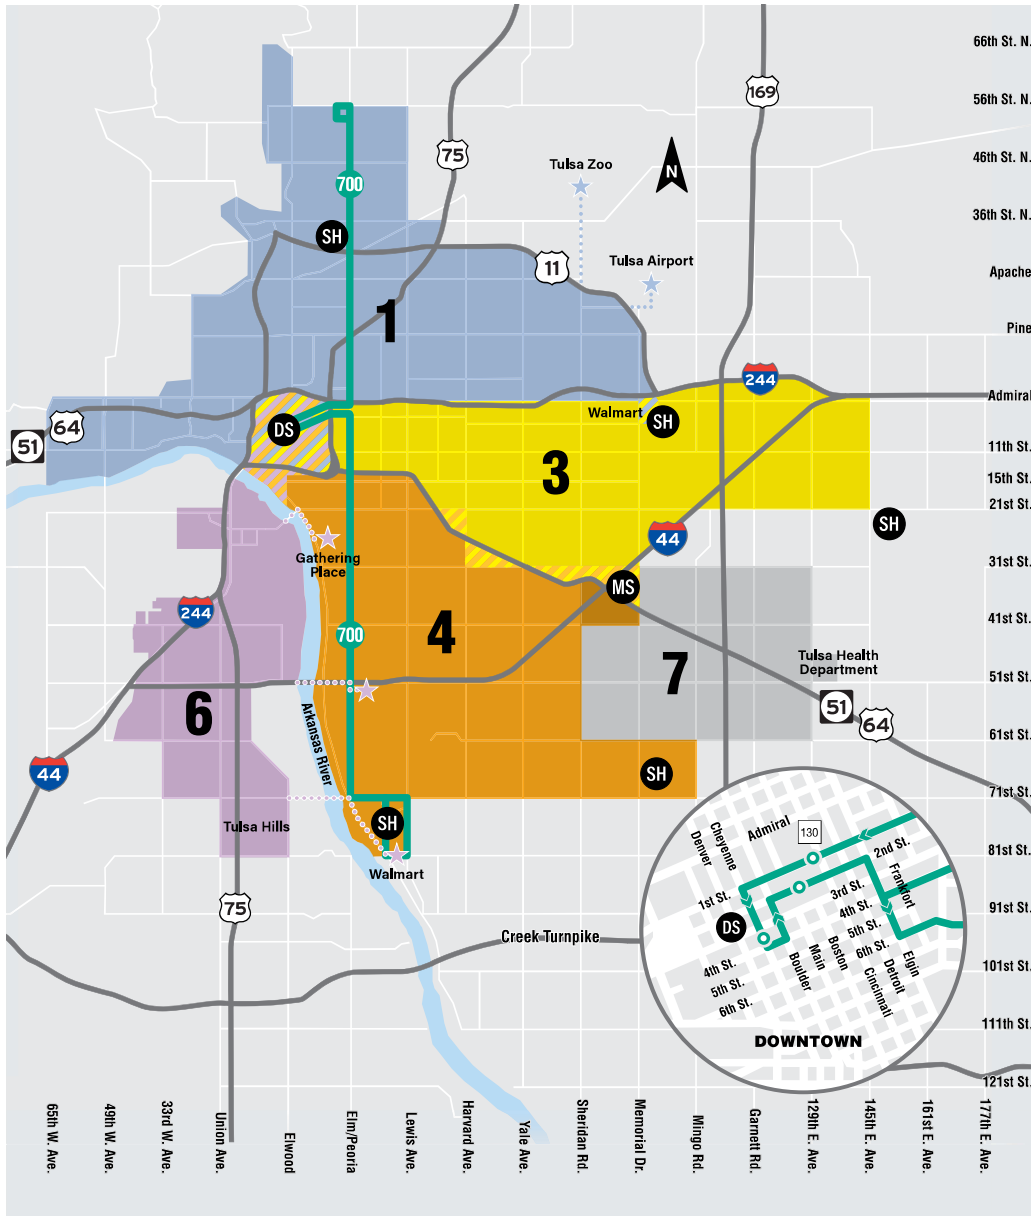 66th St. N.
169
56th St. N.
75
46th St. N.
Tulsa Zoo
N
700
36th St. N.
SH
Tulsa Airport
11
Apache
1
Pine
244
Admiral
64
51
Walmart
SH
DS
11th St.
3
15th St.
21st St.
SH
44
Gathering
Place
31st St.
MS
244
4
41st St.
700
7
Tulsa Health
Department
51st St.
6
51
64
Arkansas River
61st St.
44
SH
71st St.
Tulsa Hills
SH
Walmart
81st St.
75
91st St.
Creek Turnpike
101st St.
111th St.
121st St.
Denver
Cheyenne
Admiral
130
2nd St.
1st St.
3rd St.
Frankfort
4th St.
5th St.
6th St.
DS
4th St.
5th St.
6th St.
Boulder
Main
Boston
Cincinnati
Detroit
Elgin
DOWNTOWN
65th W. Ave.
49th W. Ave.
33rd W. Ave.
Union Ave.
Elwood
Elm/Peoria
Lewis Ave.
Harvard Ave.
Yale Ave.
Sheridan Rd.
Memorial Dr.
Mingo Rd.
Garnett Rd.
129th E. Ave.
145th E. Ave.
161st E. Ave.
177th E. Ave.